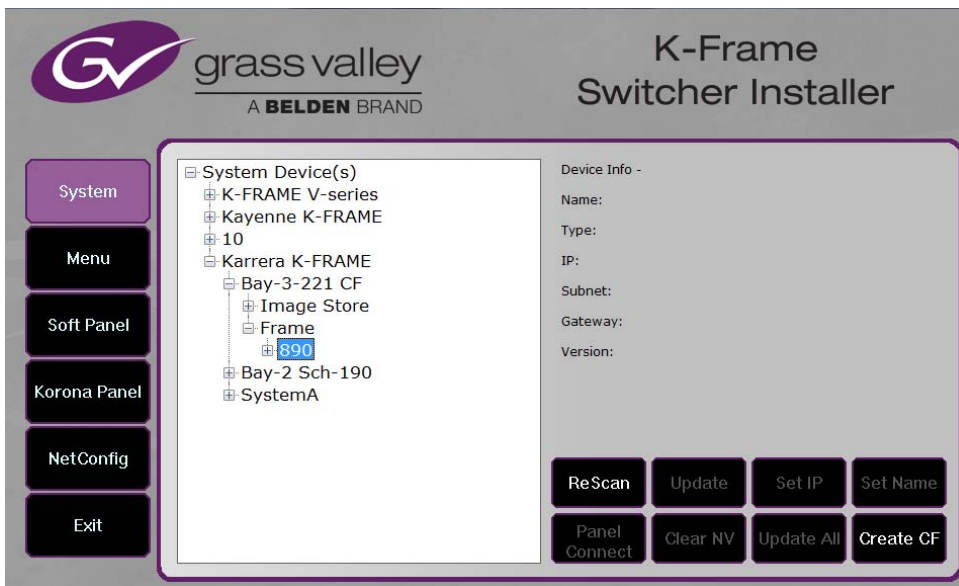 GV
grass valley
A BELDEN BRAND
K-Frame
Switcher Installer
System
Menu
Soft Panel
Korona Panel
NetConfig
Exit
System Device(s)
K-FRAME V-series
Kayenne K-FRAME
10
Karrera K-FRAME
Bay-3-221 CF
Image Store
Frame
890
Bay-2 Sch-190
SystemA
Device Info -
Name:
Type:
IP:
Subnet:
Gateway:
Version:
ReScan
Update
Set IP
Set Name
Panel
Connect
Clear NV
Update All
Create CF